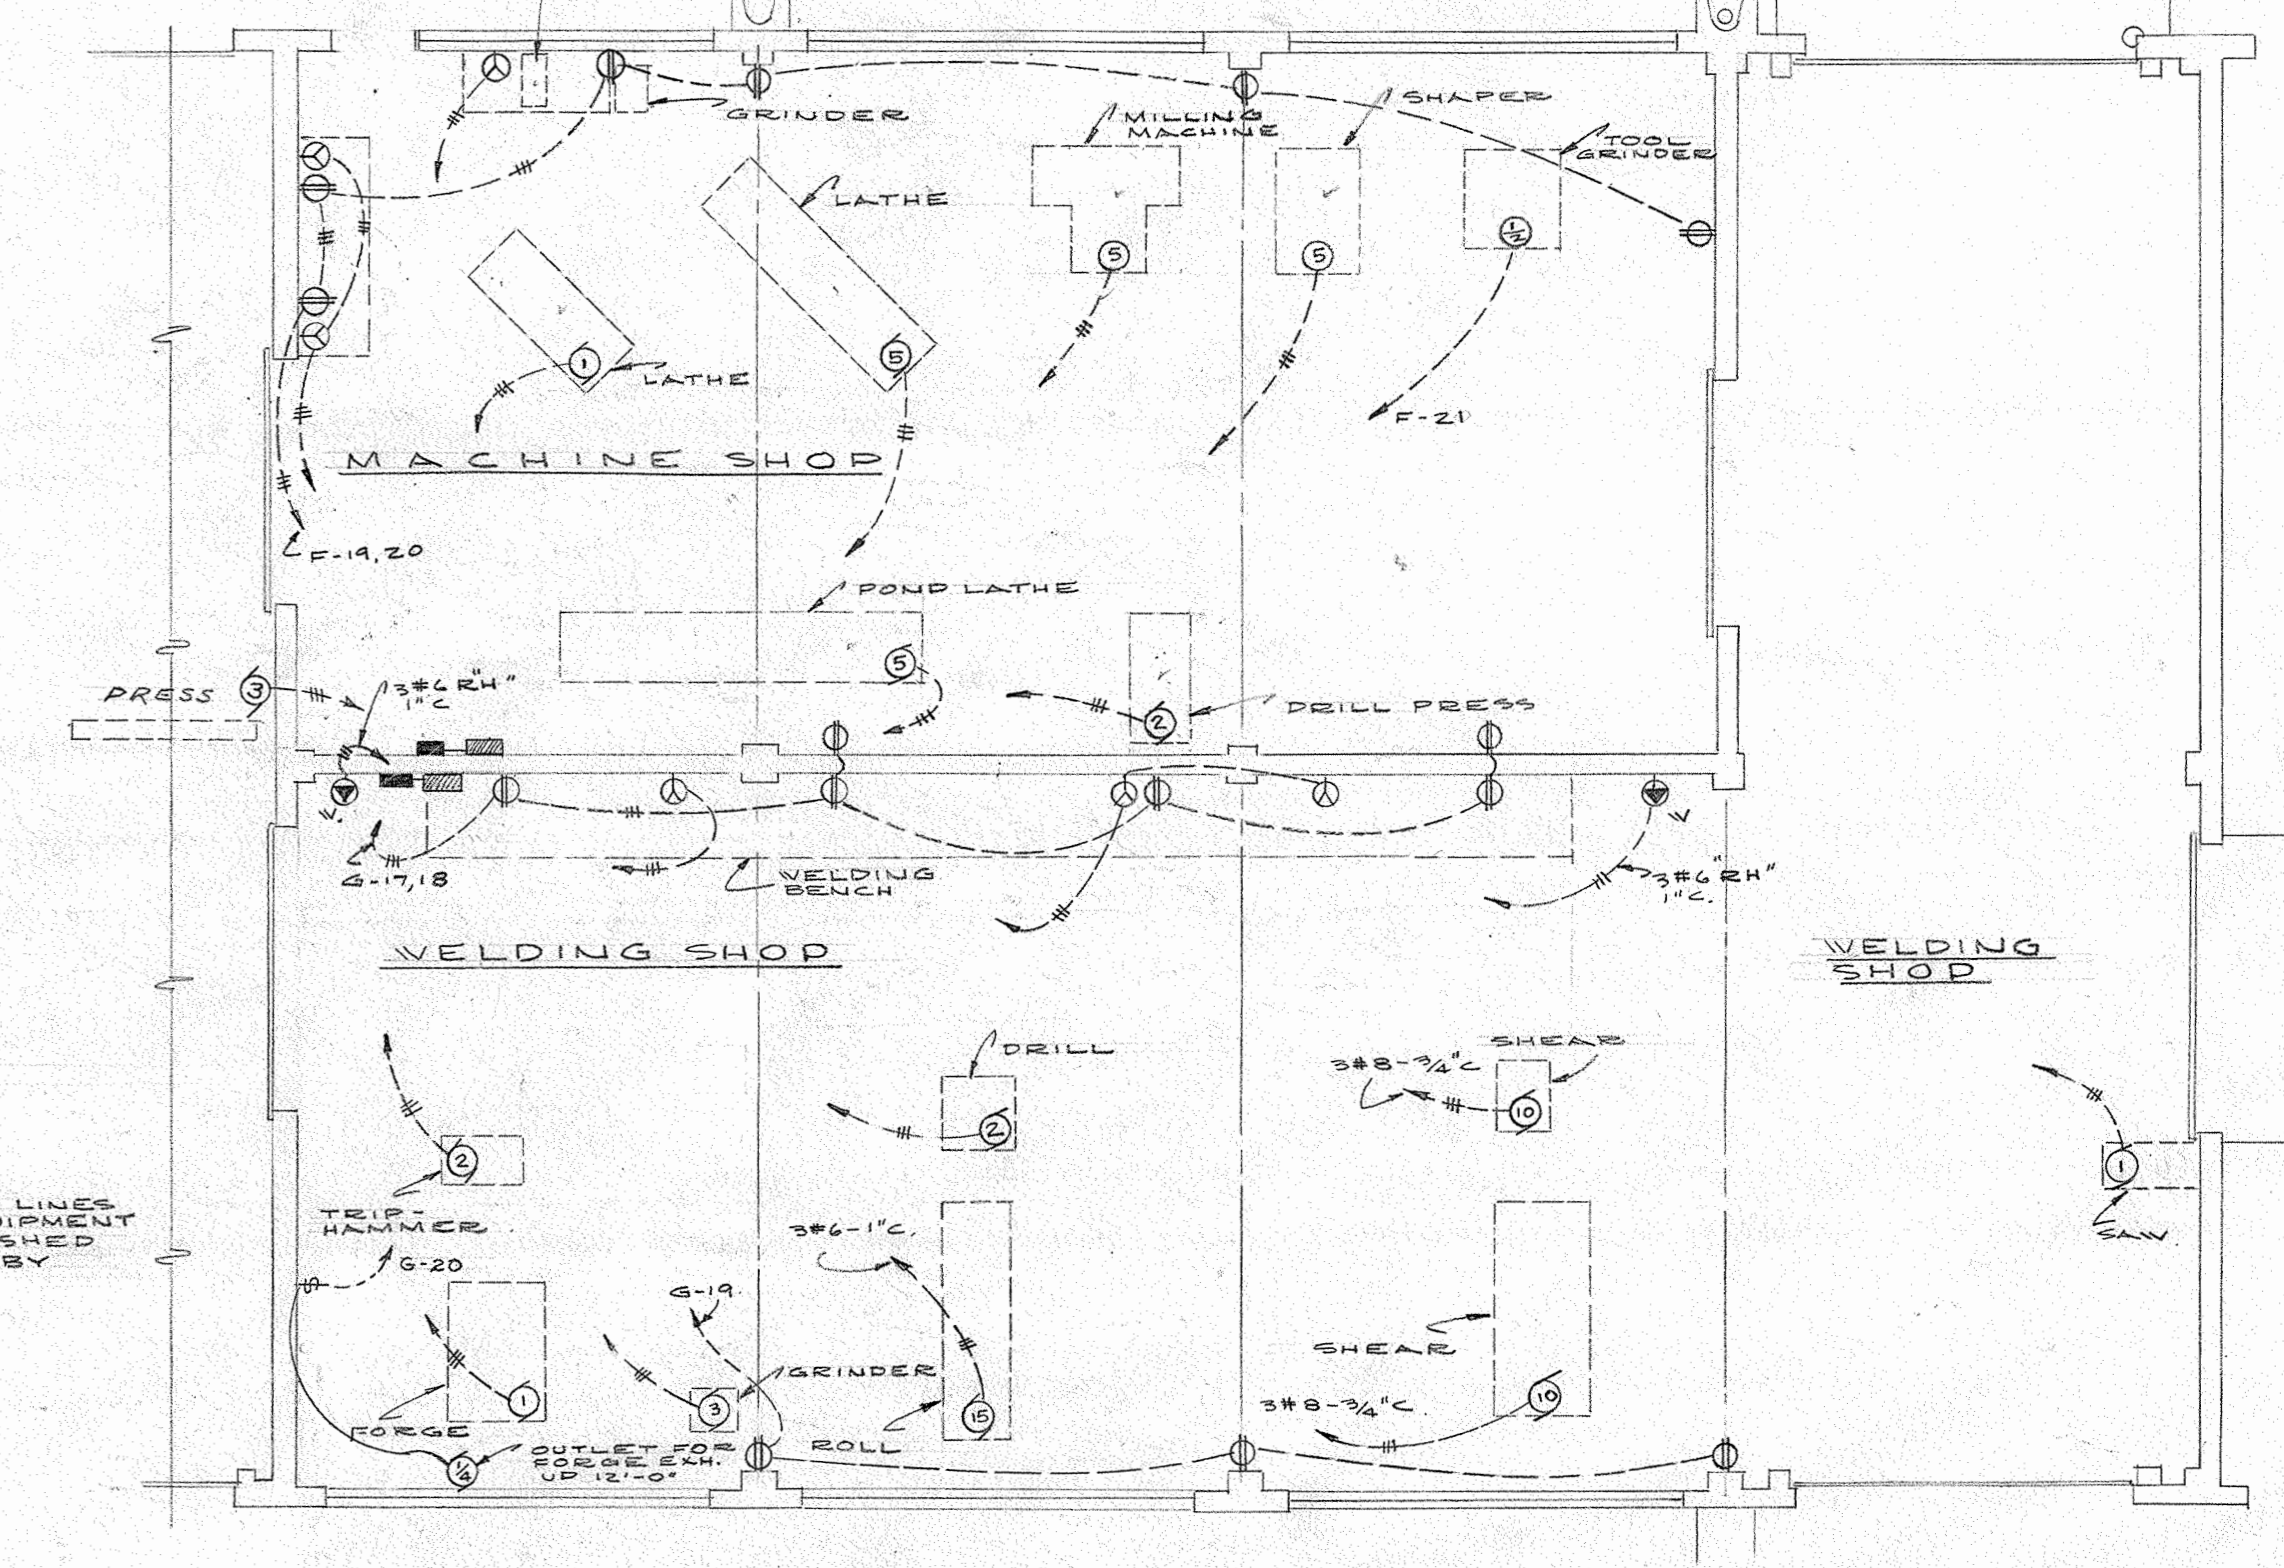 GRINDER
MILLING
MACHINE
SHAPER
TOOL
GRINDER
LATHE
5
5
1/2
1
LATHE
5
F-21
MACHINE SHOP
F-19,20
POND LATHE
5
PRESS
3
3#6 R"H"
1"C
2
DRILL PRESS
W.
W
G-17,18
WELDING
BENCH
3#6 "RH"
1"C.
WELDING SHOP
WELDING
SHOP
DRILL
2
3#8-3/4"C
SHEAR
10
2
1
SAW
TRIP-
HAMMER
LINES
IPMENT
SHED
BY
G-20
3#6-1"C.
G-19.
1
FORGE
3
GRINDER
15
ROLL
SHEAR
10
3#8-3/4"C
1/4
OUTLET FOR
FORGE EXH.
UP 12'-0"